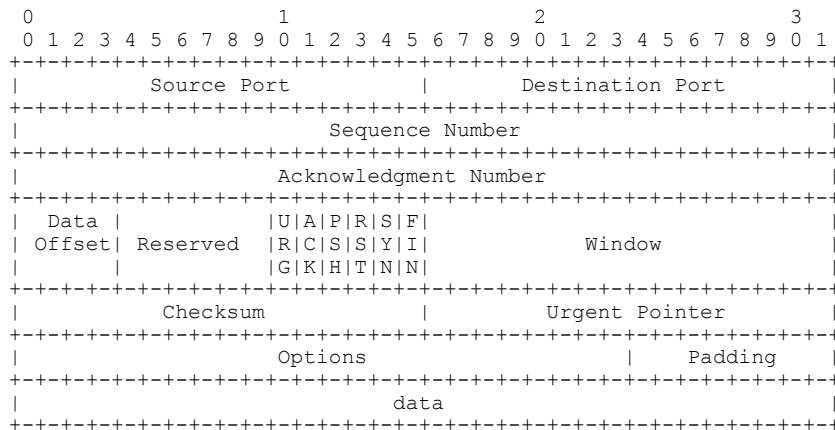 0                   1                   2                   3
0 1 2 3 4 5 6 7 8 9 0 1 2 3 4 5 6 7 8 9 0 1 2 3 4 5 6 7 8 9 0 1
+-+-+-+-+-+-+-+-+-+-+-+-+-+-+-+-+-+-+-+-+-+-+-+-+-+-+-+-+-+-+-+-+
|          Source Port          |       Destination Port        |
+-+-+-+-+-+-+-+-+-+-+-+-+-+-+-+-+-+-+-+-+-+-+-+-+-+-+-+-+-+-+-+-+
|                        Sequence Number                        |
+-+-+-+-+-+-+-+-+-+-+-+-+-+-+-+-+-+-+-+-+-+-+-+-+-+-+-+-+-+-+-+-+
|                    Acknowledgment Number                      |
+-+-+-+-+-+-+-+-+-+-+-+-+-+-+-+-+-+-+-+-+-+-+-+-+-+-+-+-+-+-+-+-+
|  Data |           |U|A|P|R|S|F|                               |
| Offset| Reserved  |R|C|S|S|Y|I|            Window             |
|       |           |G|K|H|T|N|N|                               |
+-+-+-+-+-+-+-+-+-+-+-+-+-+-+-+-+-+-+-+-+-+-+-+-+-+-+-+-+-+-+-+-+
|           Checksum            |         Urgent Pointer        |
+-+-+-+-+-+-+-+-+-+-+-+-+-+-+-+-+-+-+-+-+-+-+-+-+-+-+-+-+-+-+-+-+
|                    Options                    |    Padding    |
+-+-+-+-+-+-+-+-+-+-+-+-+-+-+-+-+-+-+-+-+-+-+-+-+-+-+-+-+-+-+-+-+
|                             data                              |
+-+-+-+-+-+-+-+-+-+-+-+-+-+-+-+-+-+-+-+-+-+-+-+-+-+-+-+-+-+-+-+-+